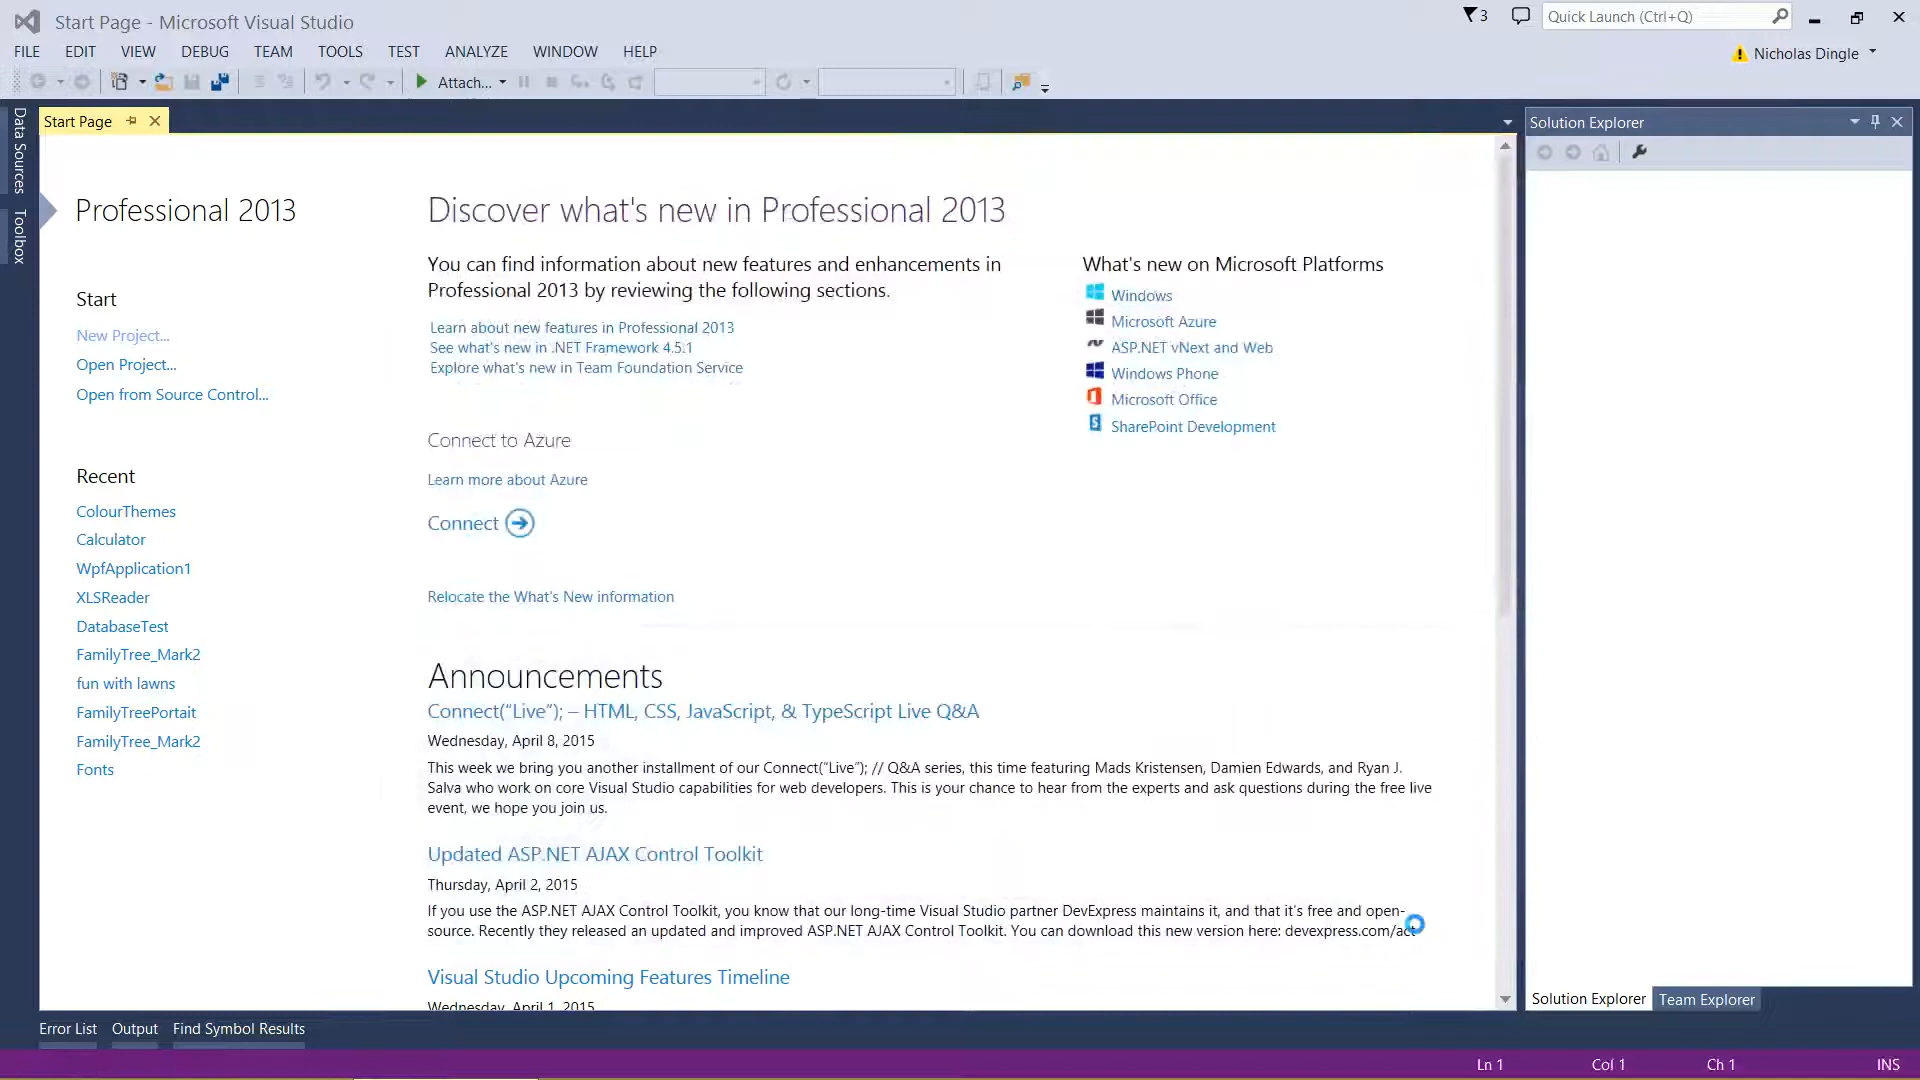 Start Page - Microsoft Visual Studio
3
Quick Launch (Ctrl+Q)
FILE EDIT VIEW DEBUG TEAM TOOLS TEST ANALYZE WINDOW HELP
Nicholas Dingle
Attach...
Data Sources
Toolbox
Start Page
Solution Explorer
Professional 2013
Start
New Project...
Open Project...
Open from Source Control...
Recent
ColourThemes
Calculator
WpfApplication1
XLSReader
DatabaseTest
FamilyTree_Mark2
fun with lawns
FamilyTreePortait
FamilyTree_Mark2
Fonts
Discover what's new in Professional 2013
You can find information about new features and enhancements in
Professional 2013 by reviewing the following sections.
Learn about new features in Professional 2013
See what's new in .NET Framework 4.5.1
Explore what's new in Team Foundation Service
Connect to Azure
Learn more about Azure
Connect
Relocate the What's New information
What's new on Microsoft Platforms
Windows
Microsoft Azure
ASP.NET vNext and Web
Windows Phone
Microsoft Office
SharePoint Development
Announcements
Connect(“Live”); – HTML, CSS, JavaScript, & TypeScript Live Q&A
Wednesday, April 8, 2015
This week we bring you another installment of our Connect(“Live”); // Q&A series, this time featuring Mads Kristensen, Damien Edwards, and Ryan J.
Salva who work on core Visual Studio capabilities for web developers. This is your chance to hear from the experts and ask questions during the free live
event, we hope you join us.
Updated ASP.NET AJAX Control Toolkit
Thursday, April 2, 2015
If you use the ASP.NET AJAX Control Toolkit, you know that our long-time Visual Studio partner DevExpress maintains it, and that it’s free and open-
source. Recently they released an updated and improved ASP.NET AJAX Control Toolkit. You can download this new version here: devexpress.com/act
Visual Studio Upcoming Features Timeline
Wednesday, April 1, 2015
Solution Explorer Team Explorer
Error List Output Find Symbol Results
Ln 1 Col 1 Ch 1 INS